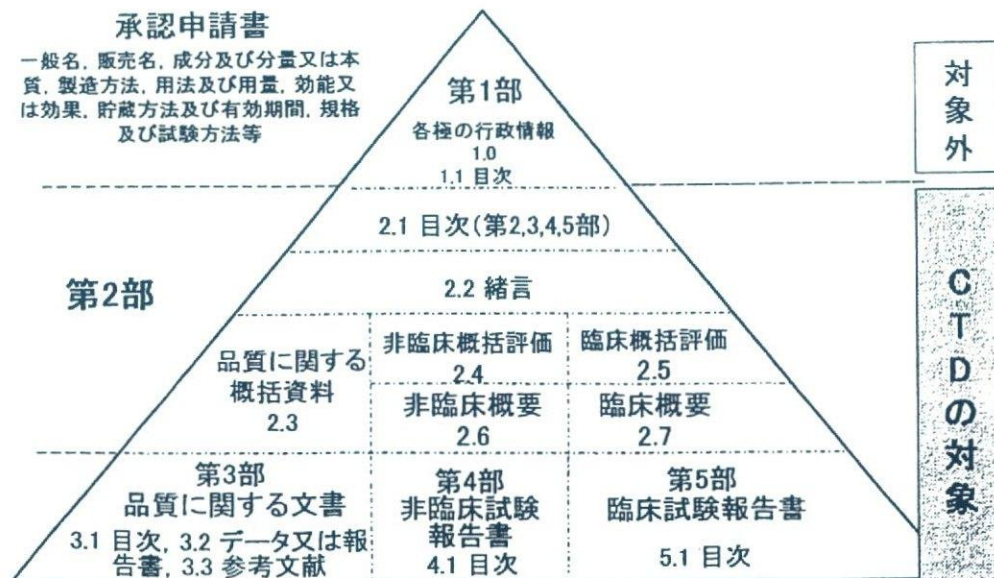 承認申請書
一般名, 販売名, 成分及び分量又は本
質, 製造方法, 用法及び用量, 効能又
は効果, 貯蔵方法及び有効期間, 規格
及び試験方法等
第1部
各極の行政情報
1.0
1.1 目次
対象外
2.1 目次(第2,3,4,5部)
第2部
2.2 緒言
品質に関する
概括資料
2.3
非臨床概括評価
2.4
非臨床概要
2.6
臨床概括評価
2.5
臨床概要
2.7
第3部
品質に関する文書
3.1 目次, 3.2 データ又は報
告書, 3.3 参考文献
第4部
非臨床試験
報告書
4.1 目次
第5部
臨床試験報告書
5.1 目次
CTDの対象